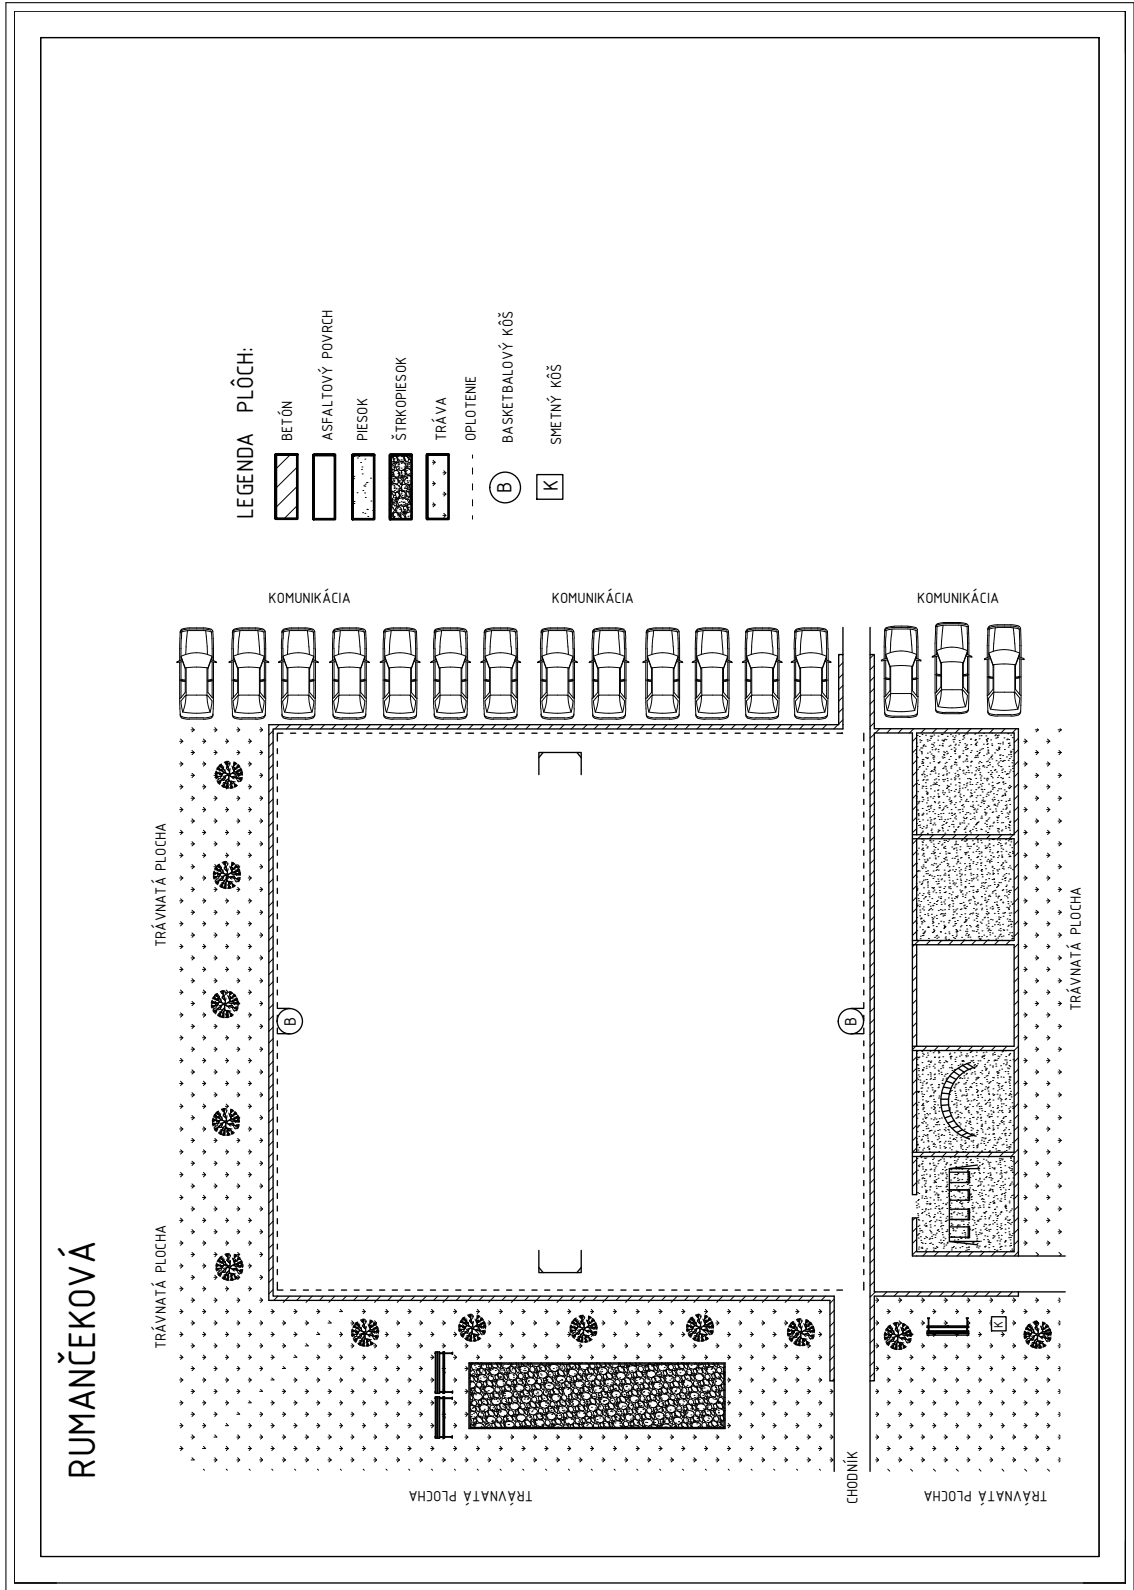 RUMANČEKOVÁ
TRÁVNATÁ PLOCHA
TRÁVNATÁ PLOCHA
LEGENDA PLÔCH:
BETÓN
ASFALTOVÝ POVRCH
PIESOK
ŠTRKOPIESOK
TRÁVA
OPLOTENIE
B
BASKETBALOVÝ KÔŠ
K
SMETNÝ KÔŠ
KOMUNIKÁCIA
KOMUNIKÁCIA
KOMUNIKÁCIA
B
B
TRÁVNATÁ PLOCHA
CHODNÍK
K
TRÁVNATÁ PLOCHA
TRÁVNATÁ PLOCHA